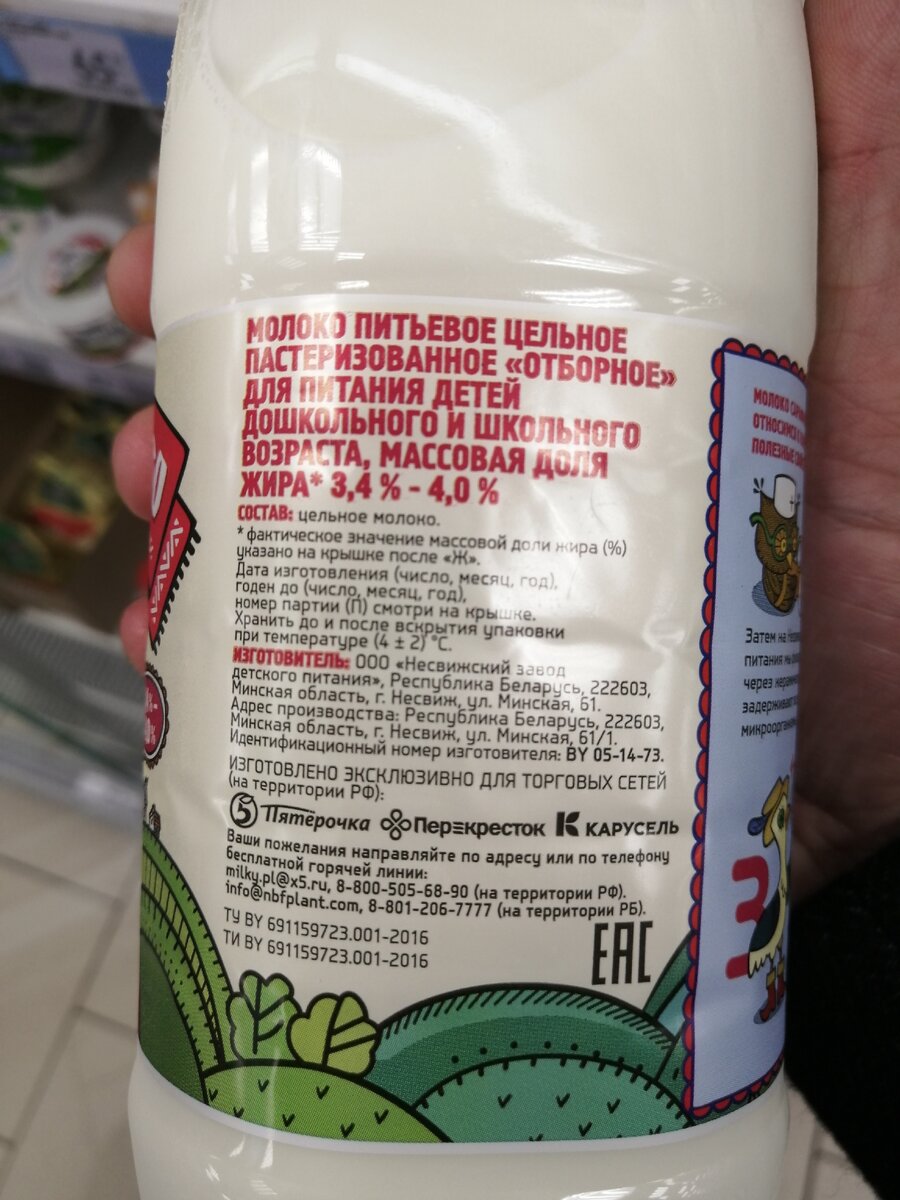 МОЛОКО ПИТЬЕВОЕ ЦЕЛЬНОЕ
ПАСТЕРИЗОВАННОЕ «ОТБОРНОЕ»
ДЛЯ ПИТАНИЯ ДЕТЕЙ
ДОШКОЛЬНОГО И ШКОЛЬНОГО
ВОЗРАСТА, МАССОВАЯ ДОЛЯ
ЖИРА* 3,4 % - 4,0 %
СОСТАВ: цельное молоко.
* фактическое значение массовой доли жира (%)
указано на крышке после «Ж».
Дата изготовления (число, месяц, год),
годен до (число, месяц, год),
номер партии (П) смотри на крышке.
Хранить до и после вскрытия упаковки
при температуре (4 ± 2) °С.
ИЗГОТОВИТЕЛЬ: ООО «Несвижский завод
детского питания», Республика Беларусь, 222603,
Минская область, г. Несвиж, ул. Минская, 61.
Адрес производства: Республика Беларусь, 222603,
Минская область, г. Несвиж, ул. Минская, 61/1.
Идентификационный номер изготовителя: BY 05-14-73.
ИЗГОТОВЛЕНО ЭКСКЛЮЗИВНО ДЛЯ ТОРГОВЫХ СЕТЕЙ
(на территории РФ):
5 Пятёрочка Перекресток К КАРУСЕЛЬ
Ваши пожелания направляйте по адресу или по телефону
бесплатной горячей линии:
milky.pl@x5.ru, 8-800-505-68-90 (на территории РФ).
info@nbfplant.com, 8-801-206-7777 (на территории РБ).
ТУ BY 691159723.001-2016
ТИ BY 691159723.001-2016
ЕАС
МОЛОКО
ОТНОСИМСЯ
ПОЛЕЗНЫЕ
Затем на
питания мы
через
задерживают